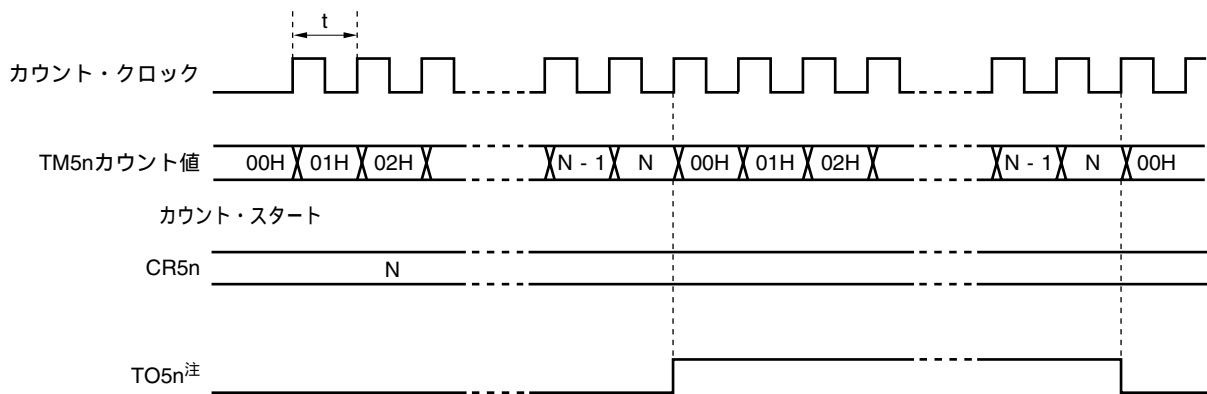 t
カウント・クロック
TM5nカウント値 00H 01H 02H N - 1 N 00H 01H 02H N - 1 N 00H
カウント・スタート
CR5n N
TO5n注